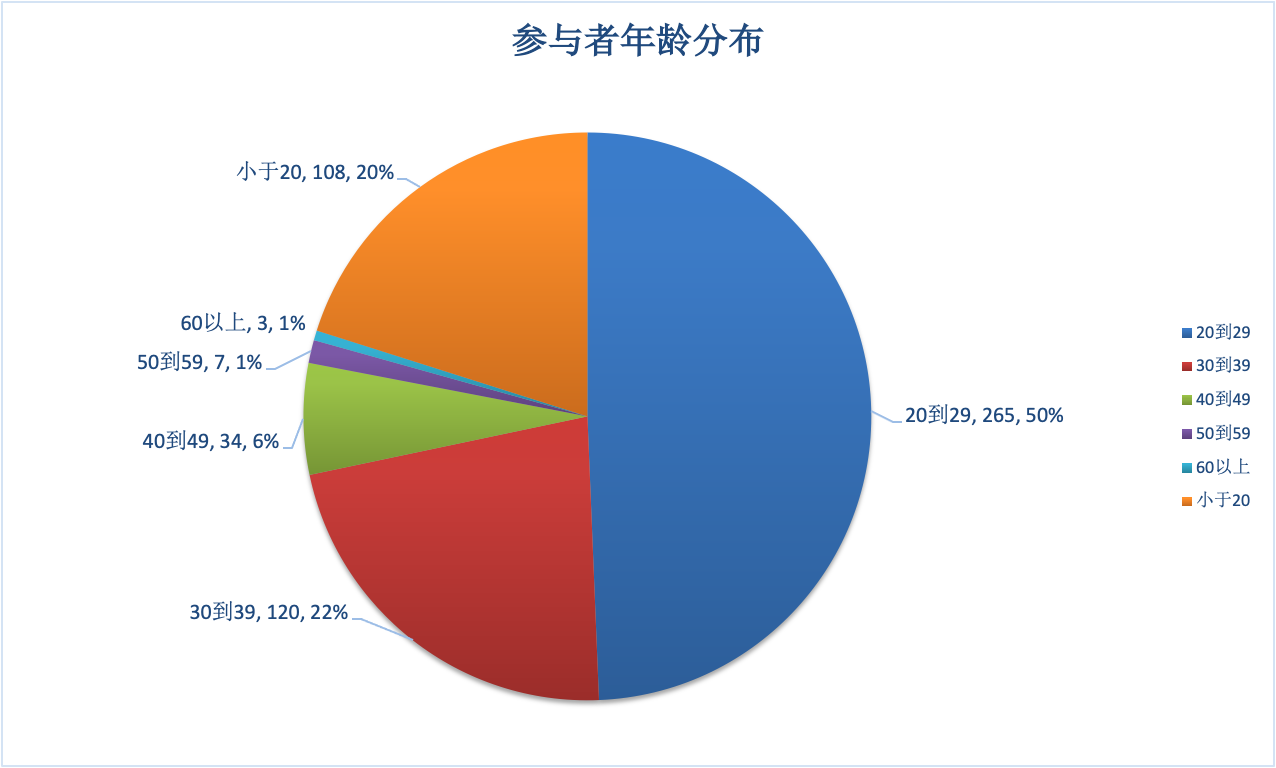 参与者年龄分布
小于20, 108, 20%
60以上, 3, 1%
50到59, 7, 1%
40到49, 34, 6%
30到39, 120, 22%
20到29, 265, 50%
20到29
30到39
40到49
50到59
60以上
小于20